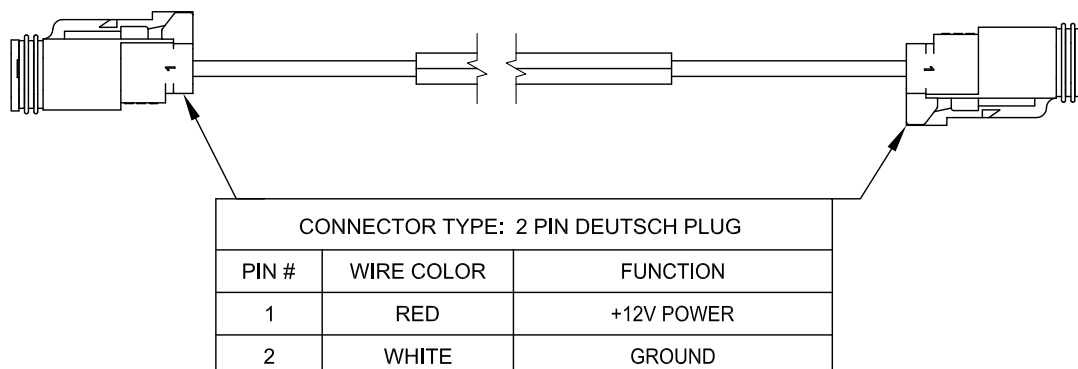 1
1
CONNECTOR TYPE: 2 PIN DEUTSCH PLUG
PIN # WIRE COLOR FUNCTION
1 RED +12V POWER
2 WHITE GROUND